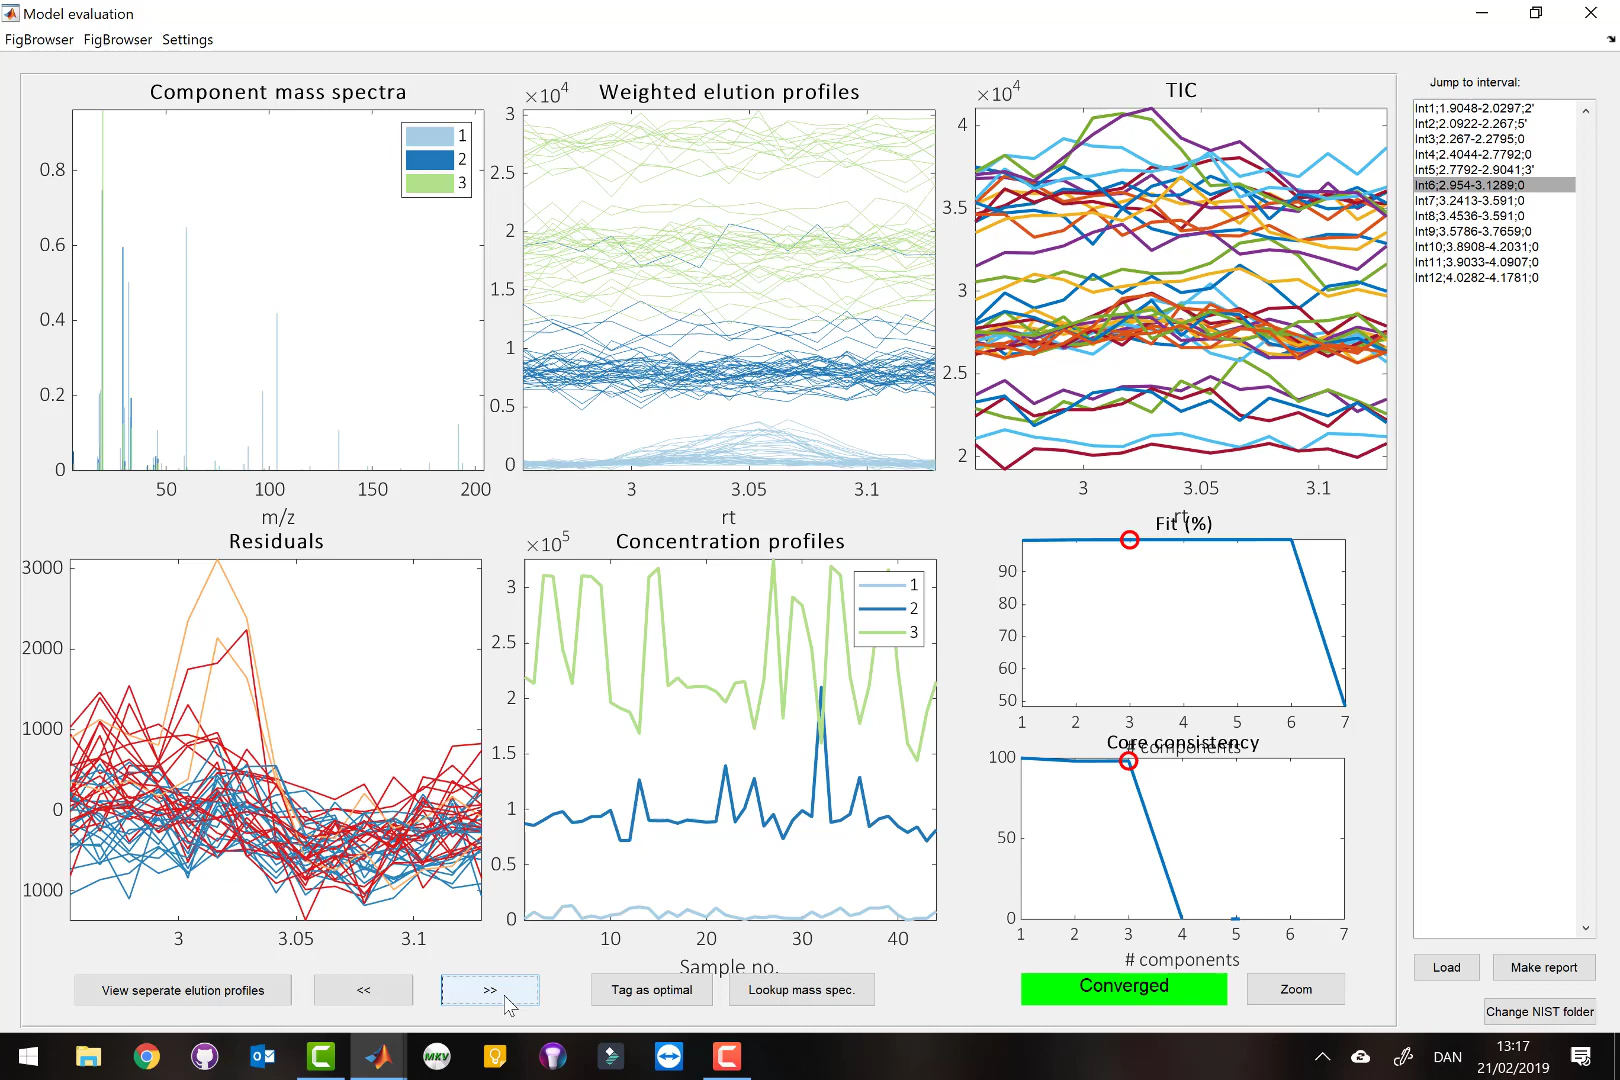 Model evaluation
FigBrowser FigBrowser Settings
Component mass spectra
1
2
3
0.8
0.6
0.4
0.2
0
50 100 150 200
m/z
×10⁴ Weighted elution profiles
3
2.5
2
1.5
1
0.5
0
3 3.05 3.1
rt
×10⁴ TIC
4
3.5
3
2.5
2
3 3.05 3.1
rt
Jump to interval:
Int1;1.9048-2.0297;2'
Int2;2.0922-2.267;5'
Int3;2.267-2.2795;0
Int4;2.4044-2.7792;0
Int5;2.7792-2.9041;3'
Int6;2.954-3.1289;0
Int7;3.2413-3.591;0
Int8;3.4536-3.591;0
Int9;3.5786-3.7659;0
Int10;3.8908-4.2031;0
Int11;3.9033-4.0907;0
Int12;4.0282-4.1781;0
Residuals
3000
2000
1000
0
1000
3 3.05 3.1
×10⁵ Concentration profiles
1
2
3
3
2.5
2
1.5
1
0.5
0
10 20 30 40
Sample no.
Fit (%)
90
80
70
60
50
1 2 3 4 5 6 7
# components
Core consistency
100
50
0
1 2 3 4 5 6 7
# components
View seperate elution profiles << >> Tag as optimal Lookup mass spec. Converged Zoom
Load Make report
Change NIST folder
MKV
DAN
13:17
21/02/2019